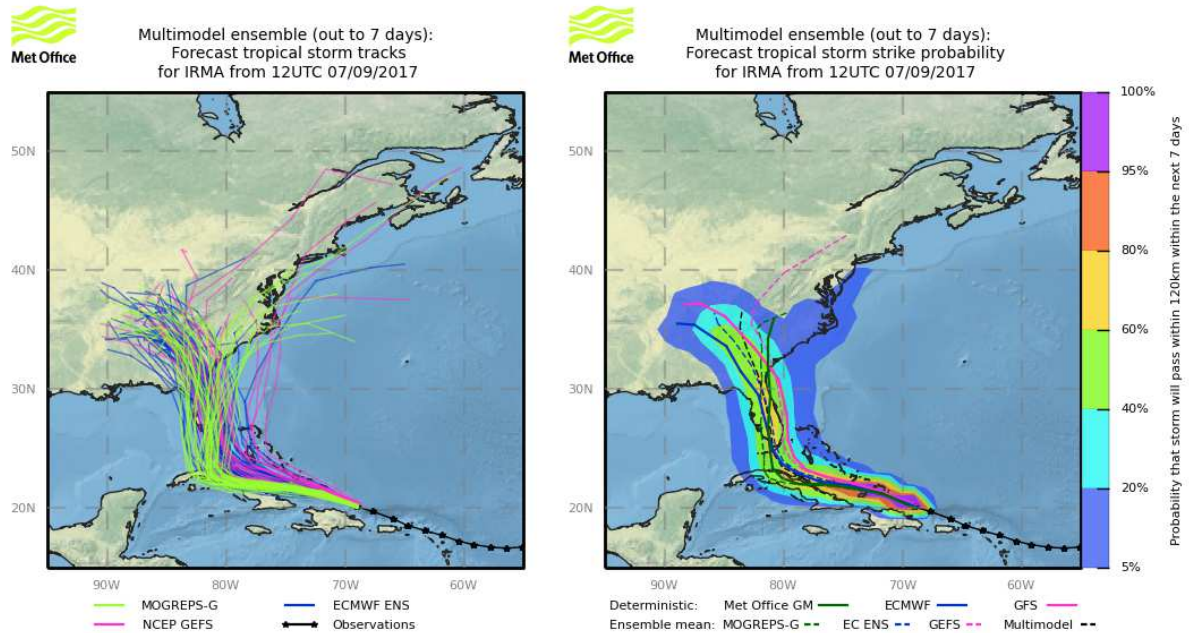 Met Office
Multimodel ensemble (out to 7 days):
Forecast tropical storm tracks
for IRMA from 12UTC 07/09/2017
50N
40N
30N
20N
90W 80W 70W 60W
MOGREPS-G ECMWF ENS
NCEP GEFS Observations
Met Office
Multimodel ensemble (out to 7 days):
Forecast tropical storm strike probability
for IRMA from 12UTC 07/09/2017
50N
40N
30N
20N
90W 80W 70W 60W
100%
95%
80%
60%
40%
20%
5%
Probability that storm will pass within 120km within the next 7 days
Deterministic: Met Office GM ECMWF GFS
Ensemble mean: MOGREPS-G EC ENS GEFS Multimodel